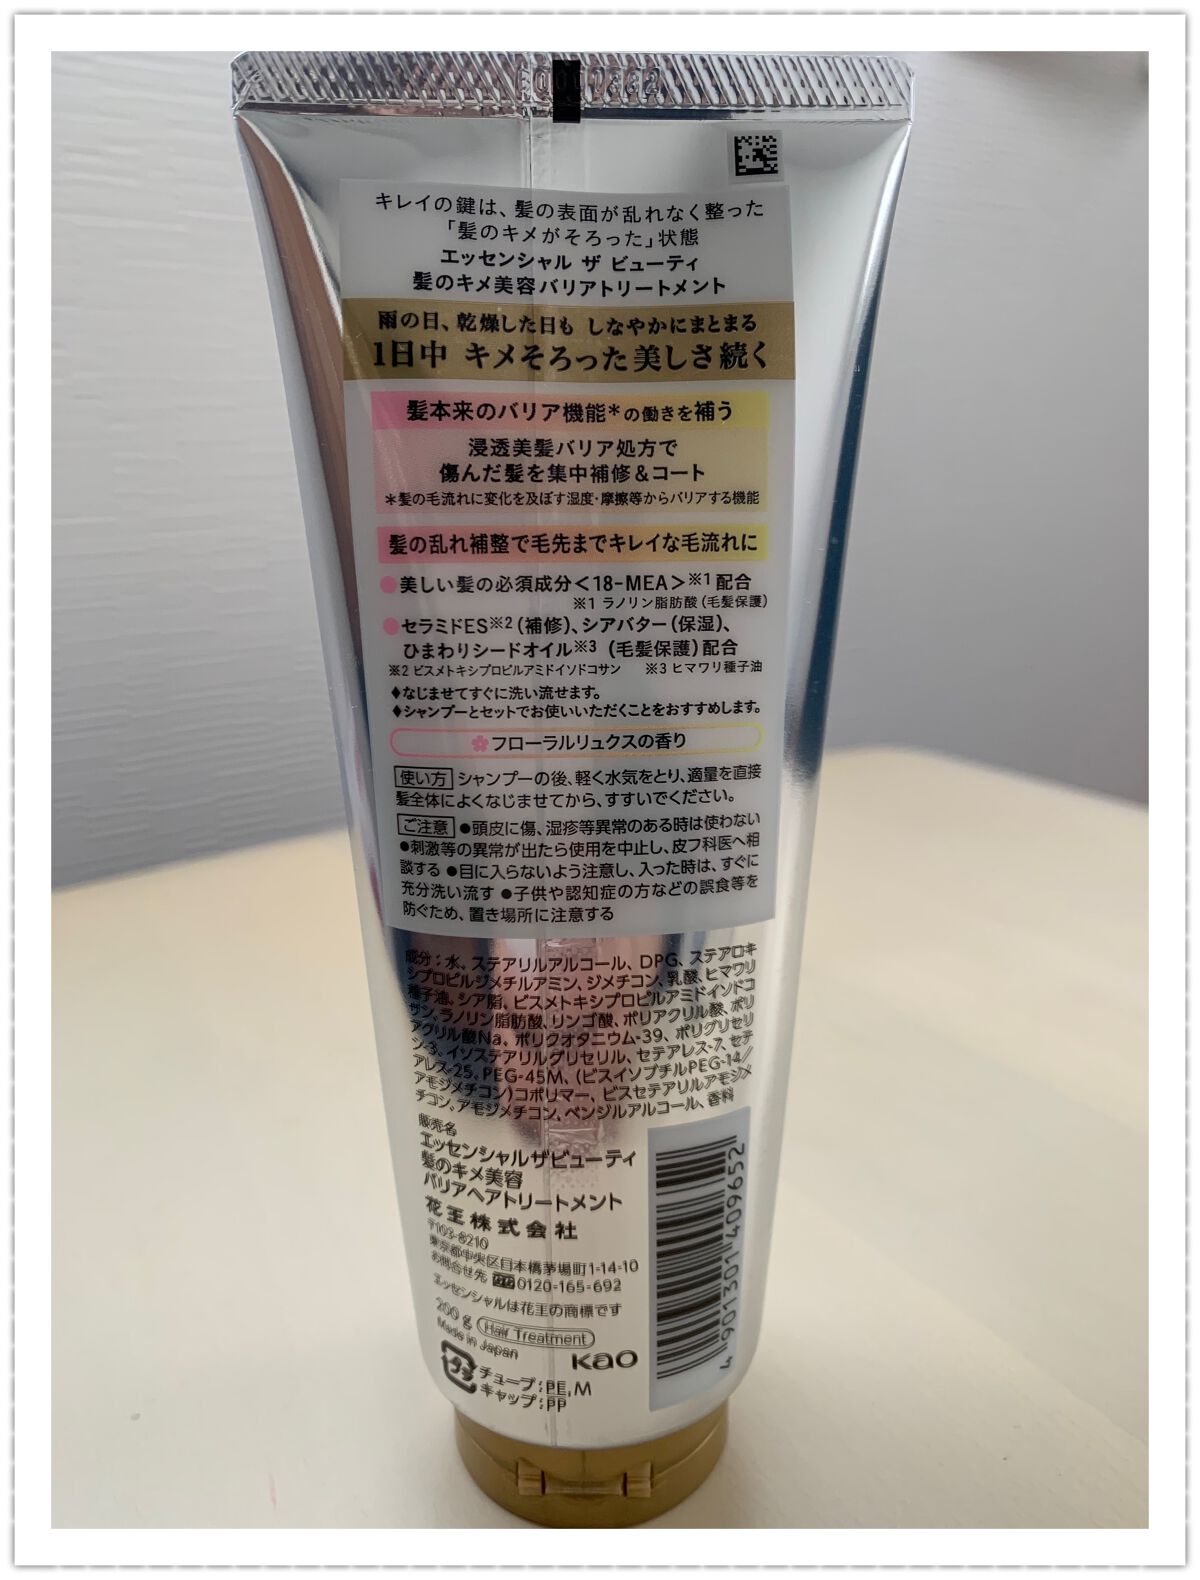 キレイの鍵は、髪の表面が乱れなく整った
「髪のキメがそろった」状態
エッセンシャル ザ ビューティ
髪のキメ美容バリアトリートメント
雨の日、乾燥した日も しなやかにまとまる
1日中 キメそろった美しさ続く
髪本来のバリア機能*の働きを補う
浸透美髪バリア処方で
傷んだ髪を集中補修&コート
*髪の毛流れに変化を及ぼす湿度・摩擦等からバリアする機能
髪の乱れ補整で毛先までキレイな毛流れに
●美しい髪の必須成分<18-MEA>※1配合
※1 ラノリン脂肪酸(毛髪保護)
●セラミドES※2(補修)、シアバター(保湿)、
ひまわりシードオイル※3 (毛髪保護)配合
※2 ビスメトキシプロピルアミドイソドコサン ※3 ヒマワリ種子油
♦なじませてすぐに洗い流せます。
♦シャンプーとセットでお使いいただくことをおすすめします。
フローラルリュクスの香り
使い方 シャンプーの後、軽く水気をとり、適量を直接
髪全体によくなじませてから、すすいでください。
ご注意 ●頭皮に傷、湿疹等異常のある時は使わない
●刺激等の異常が出たら使用を中止し、皮フ科医へ相
談する ●目に入らないよう注意し、入った時は、すぐに
充分洗い流す ●子供や認知症の方などの誤食等を
防ぐため、置き場所に注意する
成分:水、ステアリルアルコール、DPG、ステアロキ
シプロピルジメチルアミン、ジメチコン、乳酸、ヒマワリ
種子油、シア脂、ビスメトキシプロピルアミドイソドコ
サン、ラノリン脂肪酸、リンゴ酸、ポリアクリル酸、ポリ
アクリル酸Na、ポリクオタニウム-39、ポリグリセリ
ン-3、イソステアリルグリセリル、セテアレス-7、セテ
アレス-25、PEG-45M、(ビスイソブチルPEG-14/
アモジメチコン)コポリマー、ビスセテアリルアモジメ
チコン、アモジメチコン、ベンジルアルコール、香料
販売名
エッセンシャルザビューティ
髪のキメ美容
バリアヘアトリートメント
花王株式会社
〒103-8210
東京都中央区日本橋茅場町1-14-10
お問合せ先 0120-165-692
エッセンシャルは花王の商標です
200g Hair Treatment
Made in Japan
Kao
プラ チューブ:PE,M
キャップ:PP
4 901301 409652